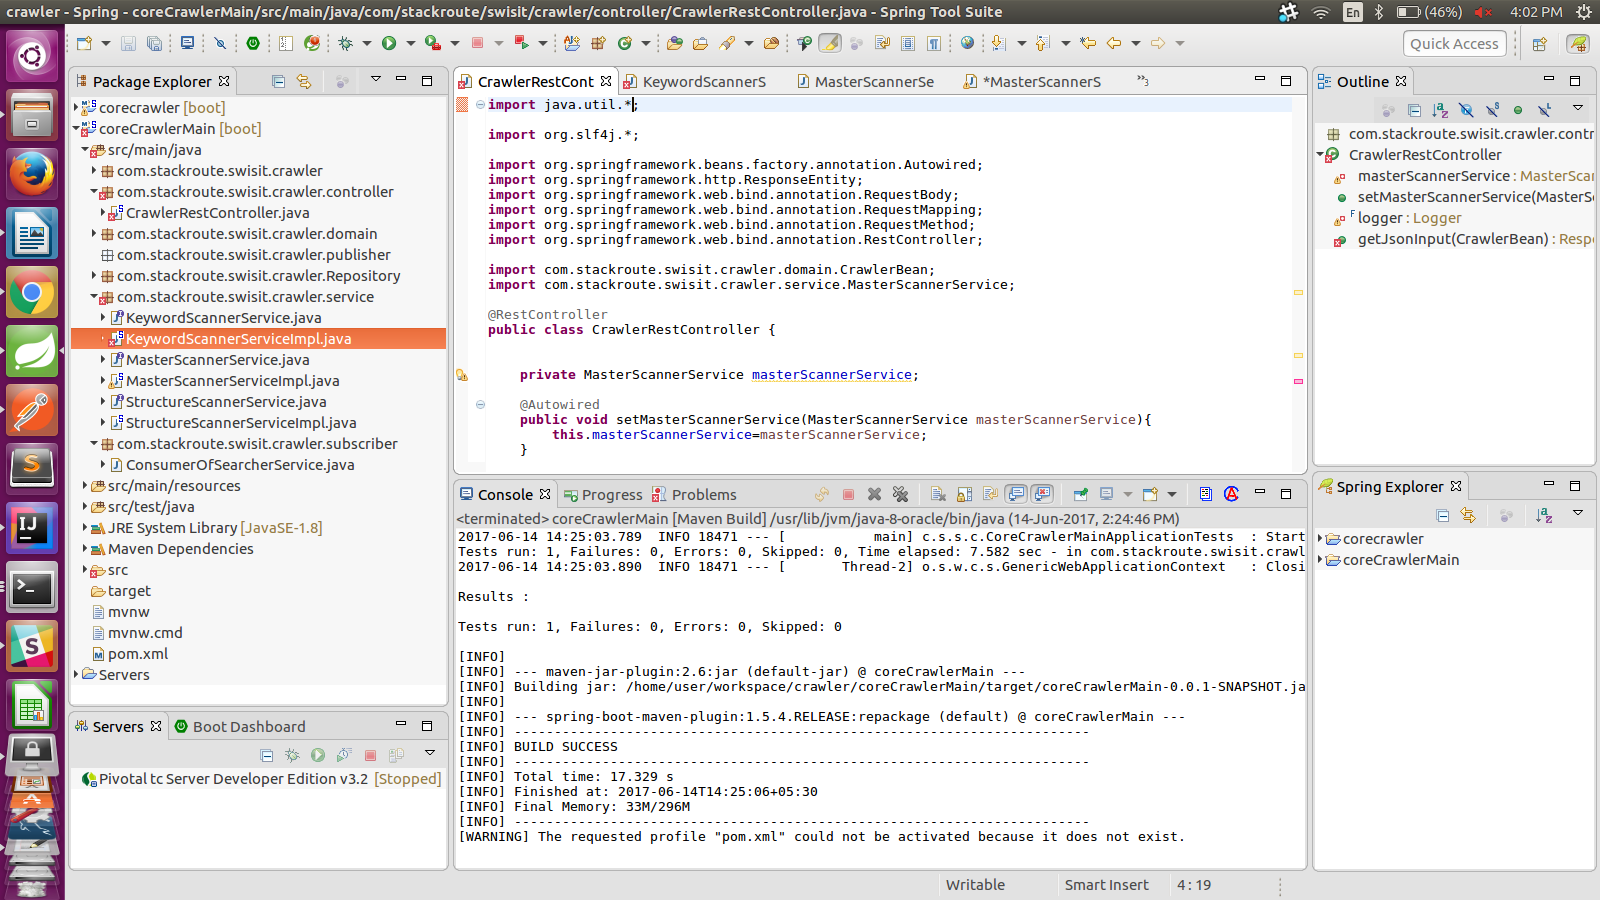 crawler - Spring - coreCrawlerMain/src/main/java/com/stackroute/swisit/crawler/controller/CrawlerRestController.java - Spring Tool Suite
En
(46%)
4:02 PM
Quick Access
Package Explorer
corecrawler [boot]
coreCrawlerMain [boot]
src/main/java
com.stackroute.swisit.crawler
com.stackroute.swisit.crawler.controller
CrawlerRestController.java
com.stackroute.swisit.crawler.domain
com.stackroute.swisit.crawler.publisher
com.stackroute.swisit.crawler.Repository
com.stackroute.swisit.crawler.service
KeywordScannerService.java
KeywordScannerServiceImpl.java
MasterScannerService.java
MasterScannerServiceImpl.java
StructureScannerService.java
StructureScannerServiceImpl.java
com.stackroute.swisit.crawler.subscriber
ConsumerOfSearcherService.java
src/main/resources
src/test/java
JRE System Library [JavaSE-1.8]
Maven Dependencies
src
target
mvnw
mvnw.cmd
pom.xml
Servers
Servers
Boot Dashboard
Pivotal tc Server Developer Edition v3.2 [Stopped]
CrawlerRestCont
KeywordScannerS
MasterScannerSe
*MasterScannerS
»3
import java.util.*;
import org.slf4j.*;
import org.springframework.beans.factory.annotation.Autowired;
import org.springframework.http.ResponseEntity;
import org.springframework.web.bind.annotation.RequestBody;
import org.springframework.web.bind.annotation.RequestMapping;
import org.springframework.web.bind.annotation.RequestMethod;
import org.springframework.web.bind.annotation.RestController;
import com.stackroute.swisit.crawler.domain.CrawlerBean;
import com.stackroute.swisit.crawler.service.MasterScannerService;
@RestController
public class CrawlerRestController {
private MasterScannerService masterScannerService;
@Autowired
public void setMasterScannerService(MasterScannerService masterScannerService){
this.masterScannerService=masterScannerService;
}
Console
Progress
Problems
<terminated> coreCrawlerMain [Maven Build] /usr/lib/jvm/java-8-oracle/bin/java (14-Jun-2017, 2:24:46 PM)
2017-06-14 14:25:03.789  INFO 18471 --- [           main] c.s.s.c.CoreCrawlerMainApplicationTests  : Start
Tests run: 1, Failures: 0, Errors: 0, Skipped: 0, Time elapsed: 7.582 sec - in com.stackroute.swisit.crawl
2017-06-14 14:25:03.890  INFO 18471 --- [       Thread-2] o.s.w.c.s.GenericWebApplicationContext   : Closi
Results :
Tests run: 1, Failures: 0, Errors: 0, Skipped: 0
[INFO]
[INFO] --- maven-jar-plugin:2.6:jar (default-jar) @ coreCrawlerMain ---
[INFO] Building jar: /home/user/workspace/crawler/coreCrawlerMain/target/coreCrawlerMain-0.0.1-SNAPSHOT.ja
[INFO]
[INFO] --- spring-boot-maven-plugin:1.5.4.RELEASE:repackage (default) @ coreCrawlerMain ---
[INFO] ------------------------------------------------------------------------
[INFO] BUILD SUCCESS
[INFO] ------------------------------------------------------------------------
[INFO] Total time: 17.329 s
[INFO] Finished at: 2017-06-14T14:25:06+05:30
[INFO] Final Memory: 33M/296M
[INFO] ------------------------------------------------------------------------
[WARNING] The requested profile "pom.xml" could not be activated because it does not exist.
Outline
com.stackroute.swisit.crawler.contr
CrawlerRestController
masterScannerService : MasterScan
setMasterScannerService(MasterS
logger : Logger
getJsonInput(CrawlerBean) : Resp
Spring Explorer
corecrawler
coreCrawlerMain
Writable
Smart Insert
4 : 19